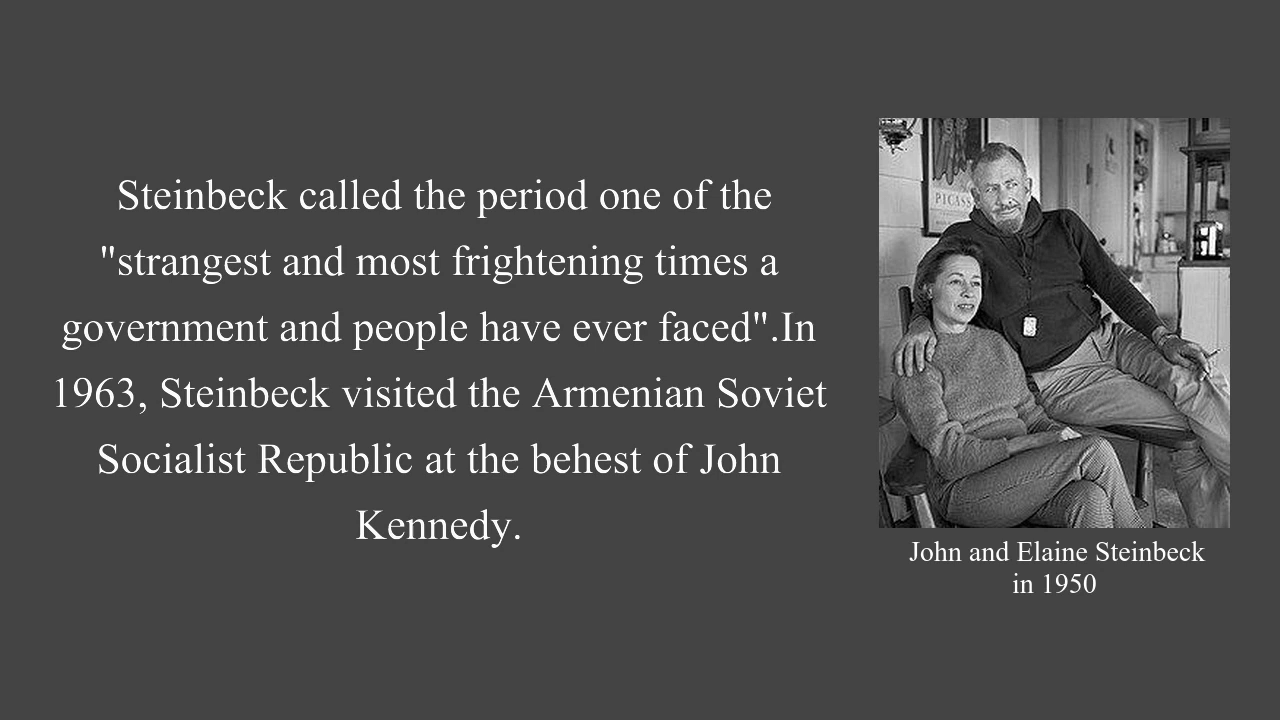 Steinbeck called the period one of the
"strangest and most frightening times a
government and people have ever faced".In
1963, Steinbeck visited the Armenian Soviet
Socialist Republic at the behest of John
Kennedy.
PICASS
John and Elaine Steinbeck
in 1950